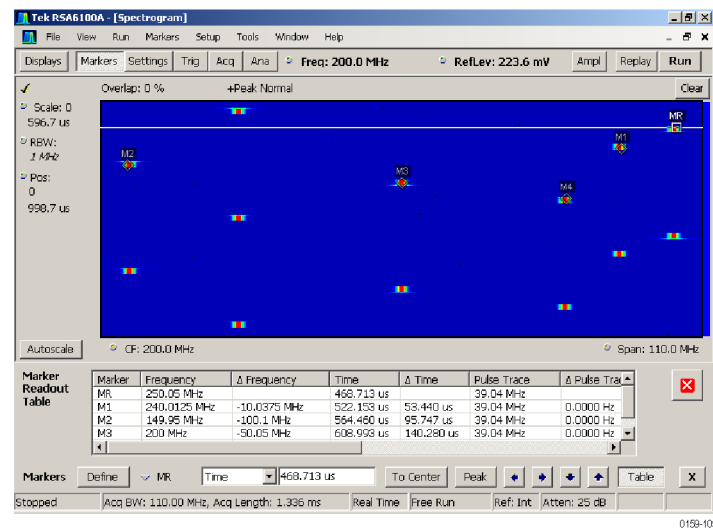 Tek RSA6100A - [Spectrogram]
File View Run Markers Setup Tools Window Help
Displays Markers Settings Trig Acq Ana Freq: 200.0 MHz RefLev: 223.6 mV Ampl Replay Run
Overlap: 0 % +Peak Normal Clear
Scale: 0
596.7 us
RBW:
1 MHz
Pos:
0
998.7 us
MR
M1
M2
M3
M4
Autoscale CF: 200.0 MHz Span: 110.0 MHz
Marker Readout Table
Marker Frequency Δ Frequency Time Δ Time Pulse Trace Δ Pulse Trac
MR 250.05 MHz 468.713 us 39.04 MHz
M1 240.0125 MHz -10.0375 MHz 522.153 us 53.440 us 39.04 MHz 0.0000 Hz
M2 149.95 MHz -100.1 MHz 564.460 us 95.747 us 39.04 MHz 0.0000 Hz
M3 200 MHz -50.05 MHz 608.993 us 140.280 us 39.04 MHz 0.0000 Hz
Markers Define MR Time 468.713 us To Center Peak Table X
Stopped Acq BW: 110.00 MHz, Acq Length: 1.336 ms Real Time Free Run Ref: Int Atten: 25 dB
0159-10